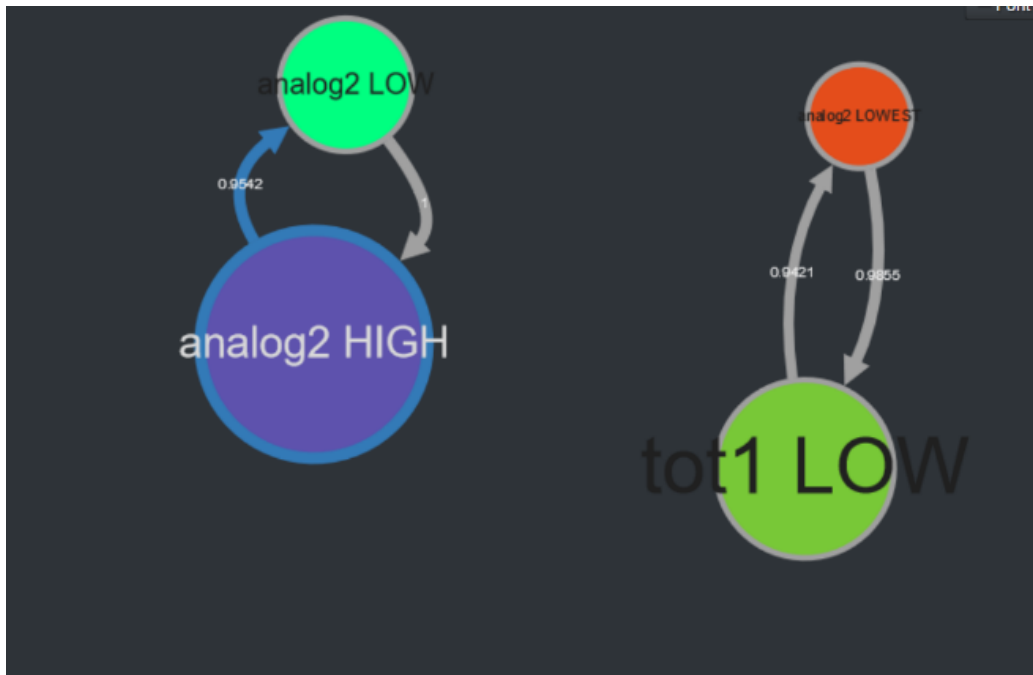 analog2 LOW
analog2 LOWEST
0.9542
1
0.9421
0.9855
analog2 HIGH
tot1 LOW